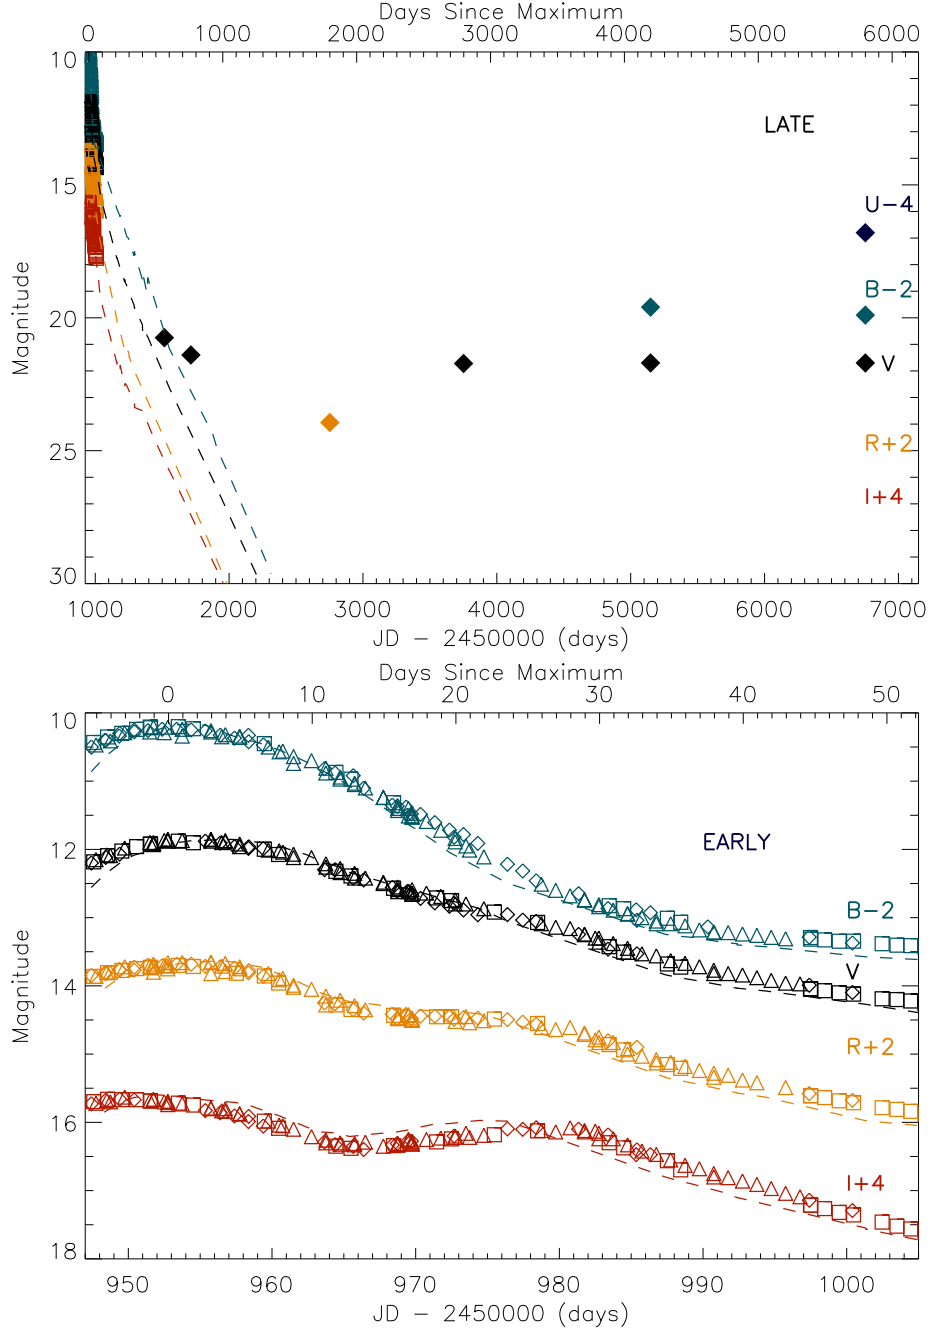 Days Since Maximum
0 1000 2000 3000 4000 5000 6000
10
LATE
15
U-4
B-2
20
V
25
R+2
I+4
30
Magnitude
1000 2000 3000 4000 5000 6000 7000
JD - 2450000 (days)
Days Since Maximum
0 10 20 30 40 50
10
EARLY
12
B-2
V
14
R+2
16
I+4
18
Magnitude
950 960 970 980 990 1000
JD - 2450000 (days)